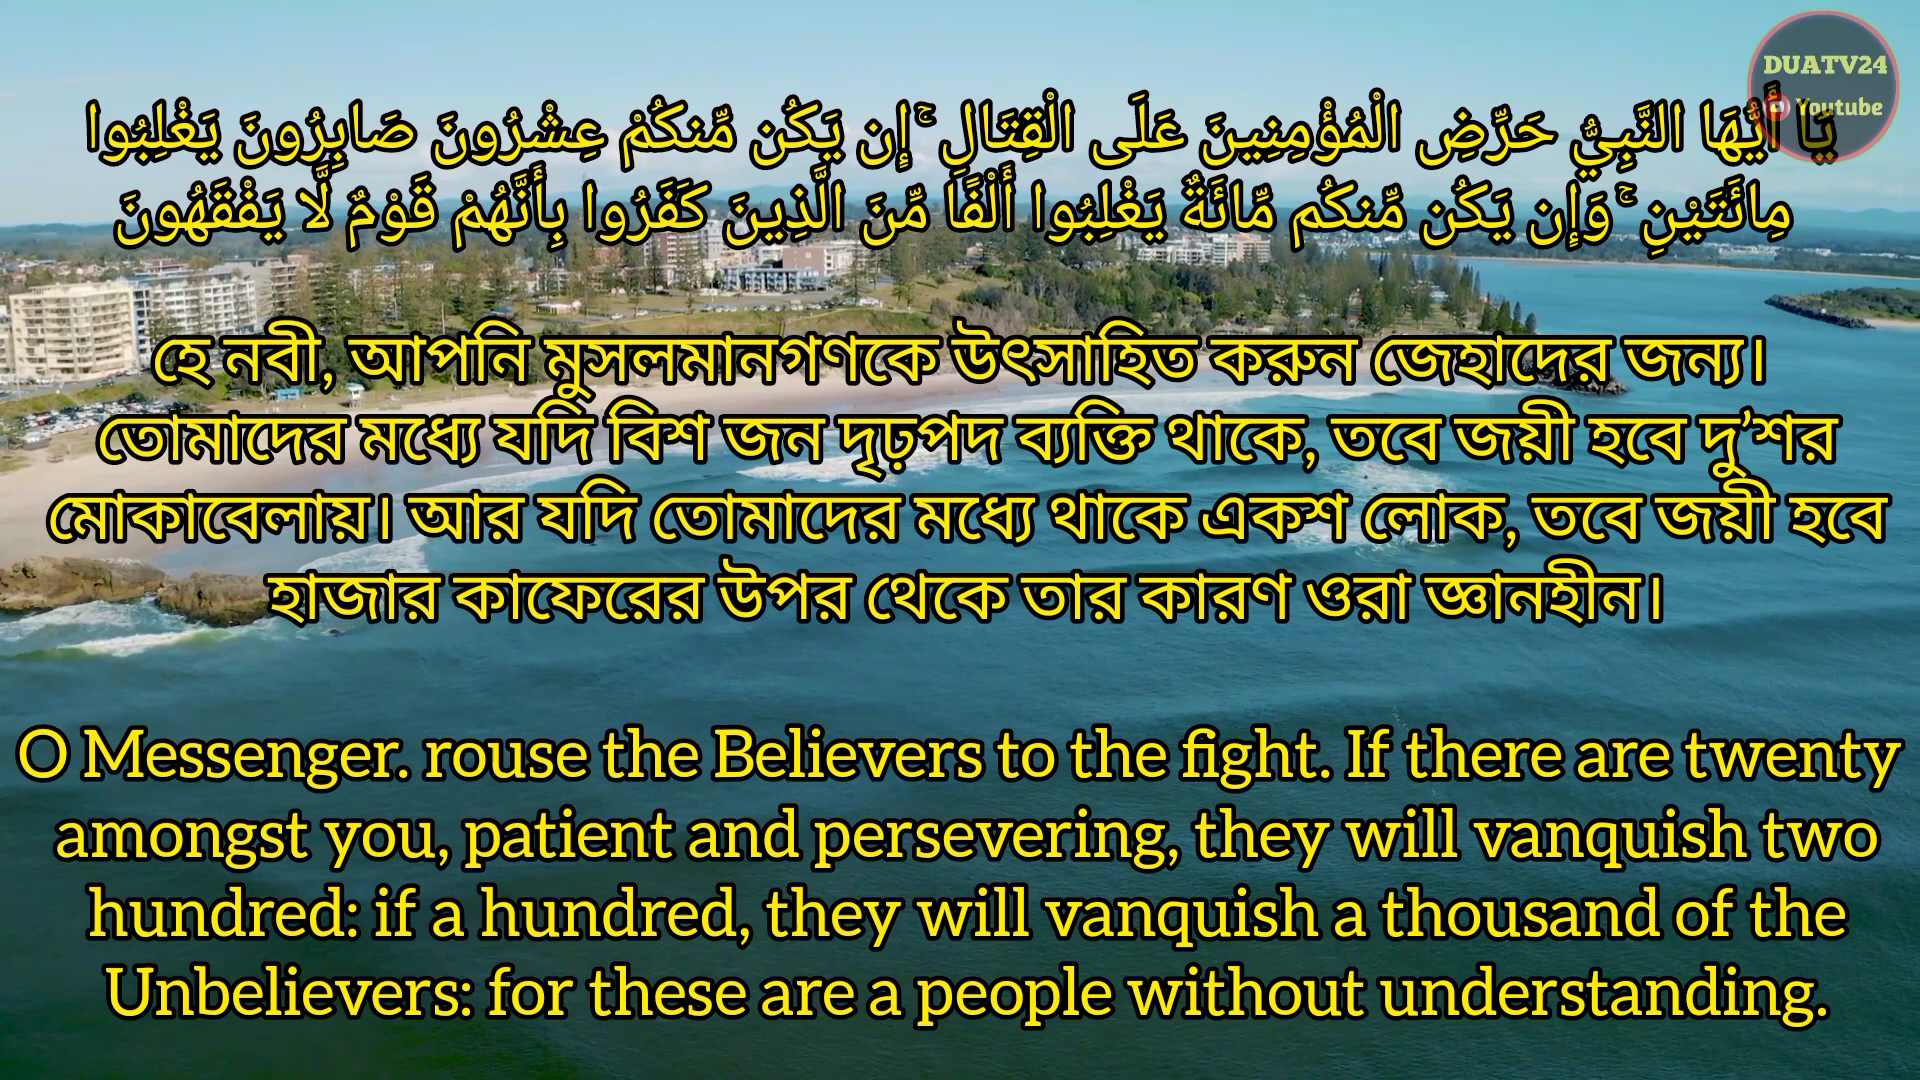 DUATV24
Youtube
يَا أَيُّهَا النَّبِيُّ حَرِّضِ الْمُؤْمِنِينَ عَلَى الْقِتَالِ ۚ إِن يَكُن مِّنكُمْ عِشْرُونَ صَابِرُونَ يَغْلِبُوا
مِائَتَيْنِ ۚ وَإِن يَكُن مِّنكُم مِّائَةٌ يَغْلِبُوا أَلْفًا مِّنَ الَّذِينَ كَفَرُوا بِأَنَّهُمْ قَوْمٌ لَّا يَفْقَهُونَ
হে নবী, আপনি মুসলমানগণকে উৎসাহিত করুন জেহাদের জন্য।
তোমাদের মধ্যে যদি বিশ জন দৃঢ়পদ ব্যক্তি থাকে, তবে জয়ী হবে দু’শর
মোকাবেলায়। আর যদি তোমাদের মধ্যে থাকে একশ লোক, তবে জয়ী হবে
হাজার কাফেরের উপর থেকে তার কারণ ওরা জ্ঞানহীন।
O Messenger. rouse the Believers to the fight. If there are twenty
amongst you, patient and persevering, they will vanquish two
hundred: if a hundred, they will vanquish a thousand of the
Unbelievers: for these are a people without understanding.